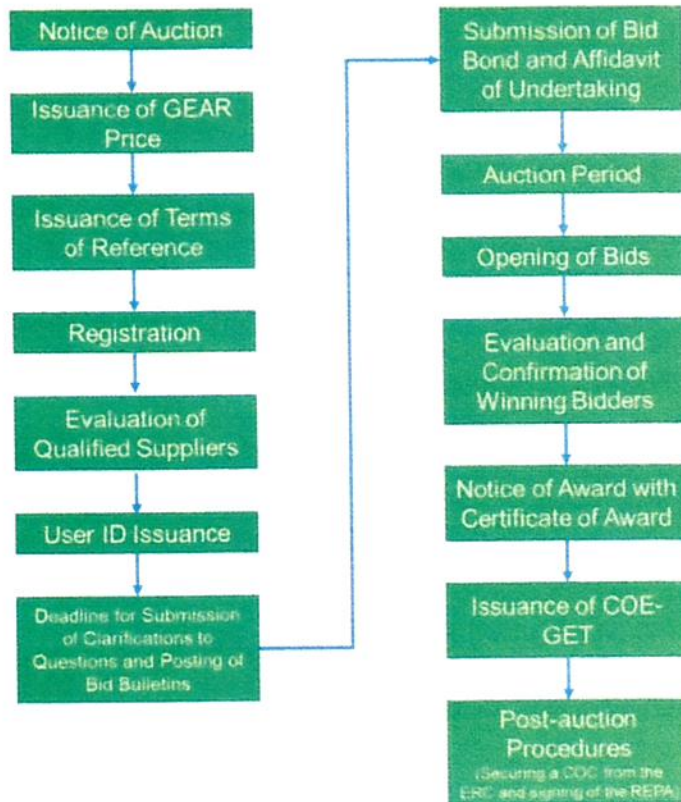 Notice of Auction
Issuance of GEAR
Price
Issuance of Terms
of Reference
Registration
Evaluation of
Qualified Suppliers
User ID Issuance
Deadline for Submission
of Clarifications to
Questions and Posting of
Bid Bulletins
Submission of Bid
Bond and Affidavit
of Undertaking
Auction Period
Opening of Bids
Evaluation and
Confirmation of
Winning Bidders
Notice of Award with
Certificate of Award
Issuance of COE-
GET
Post-auction
Procedures
(Securing a COC from the
ERC and signing of the REPA)